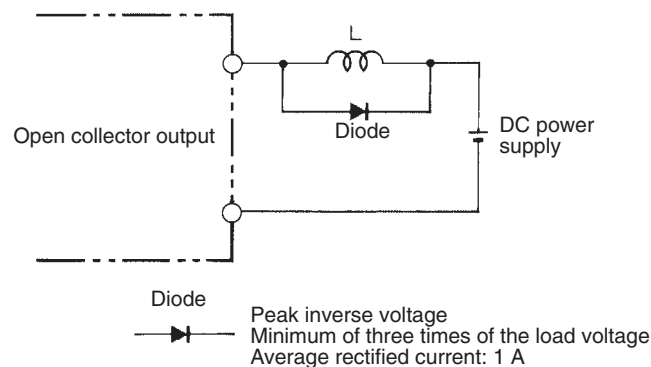 L
Diode
Open collector output
DC power
supply
Diode
Peak inverse voltage
Minimum of three times of the load voltage
Average rectified current: 1 A